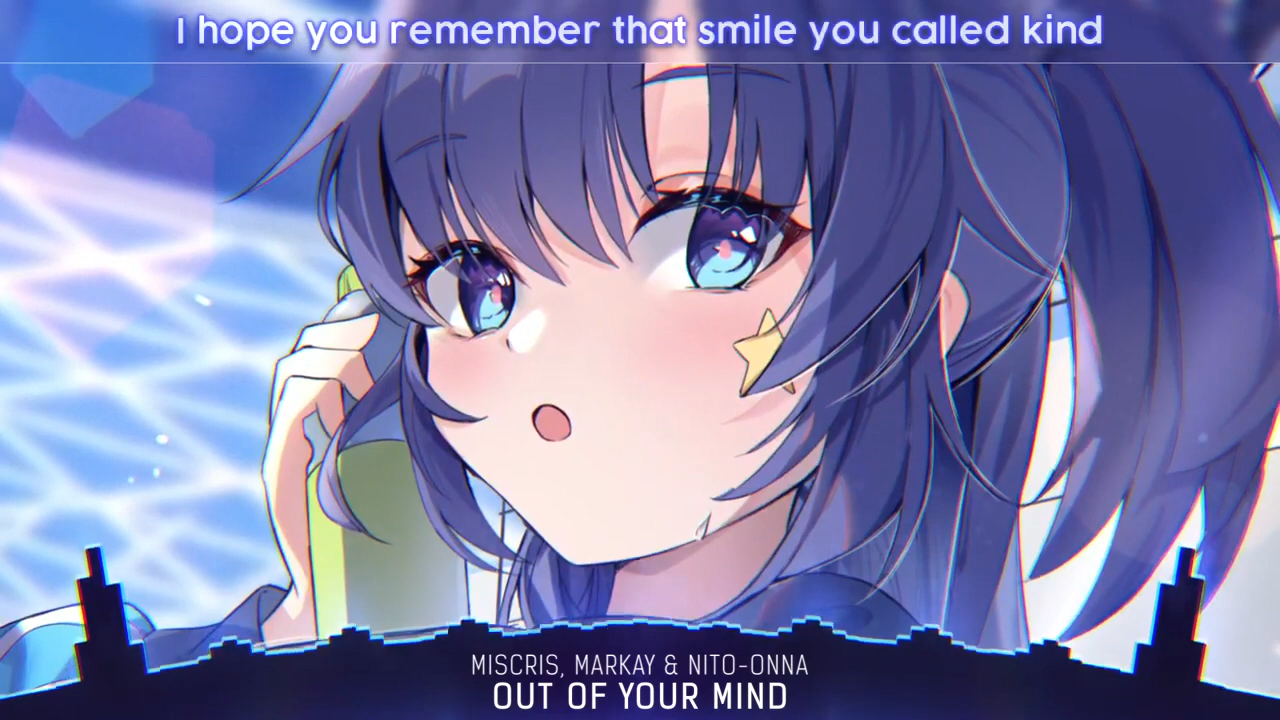 I hope you remember that smile you called kind
MISCRIS, MARKAY & NITO-ONNA
OUT OF YOUR MIND